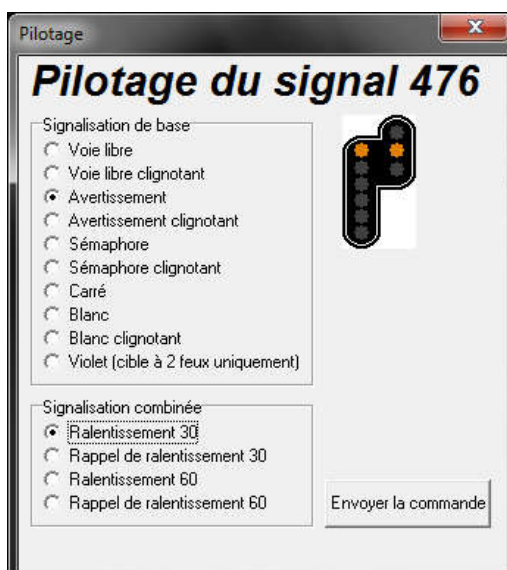 Pilotage
Pilotage du signal 476
Signalisation de base
Voie libre
Voie libre clignotant
Avertissement
Avertissement clignotant
Sémaphore
Sémaphore clignotant
Carré
Blanc
Blanc clignotant
Violet (cible à 2 feux uniquement)
Signalisation combinée
Ralentissement 30
Rappel de ralentissement 30
Ralentissement 60
Rappel de ralentissement 60
Envoyer la commande